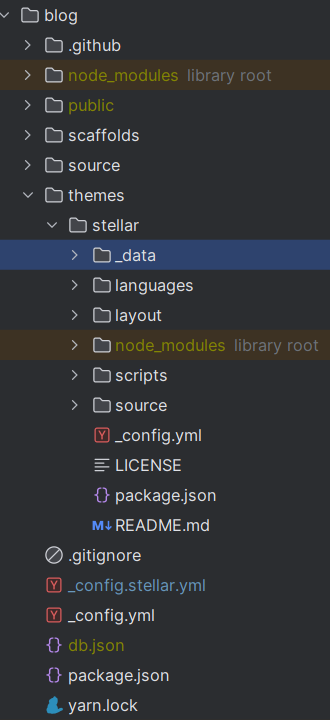 blog
.github
node_modules library root
public
scaffolds
source
themes
stellar
_data
languages
layout
node_modules library root
scripts
source
Y _config.yml
LICENSE
{} package.json
M↓ README.md
.gitignore
Y _config.stellar.yml
Y _config.yml
{} db.json
{} package.json
yarn.lock